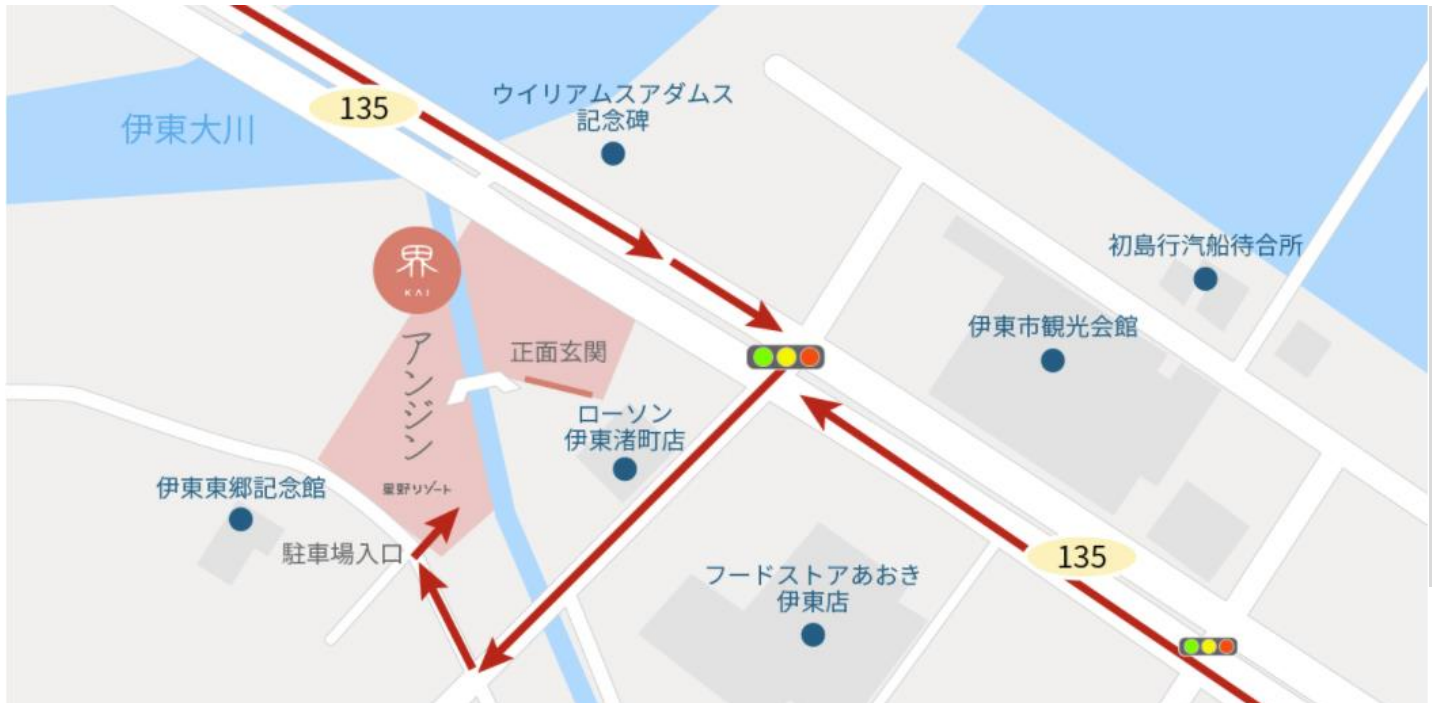 135
伊東大川
ウイリアムスアダムス
記念碑
界
KAI
アンジン
星野リゾート
正面玄関
初島行汽船待合所
伊東市観光会館
ローソン
伊東渚町店
伊東東郷記念館
駐車場入口
フードストアあおき
伊東店
135